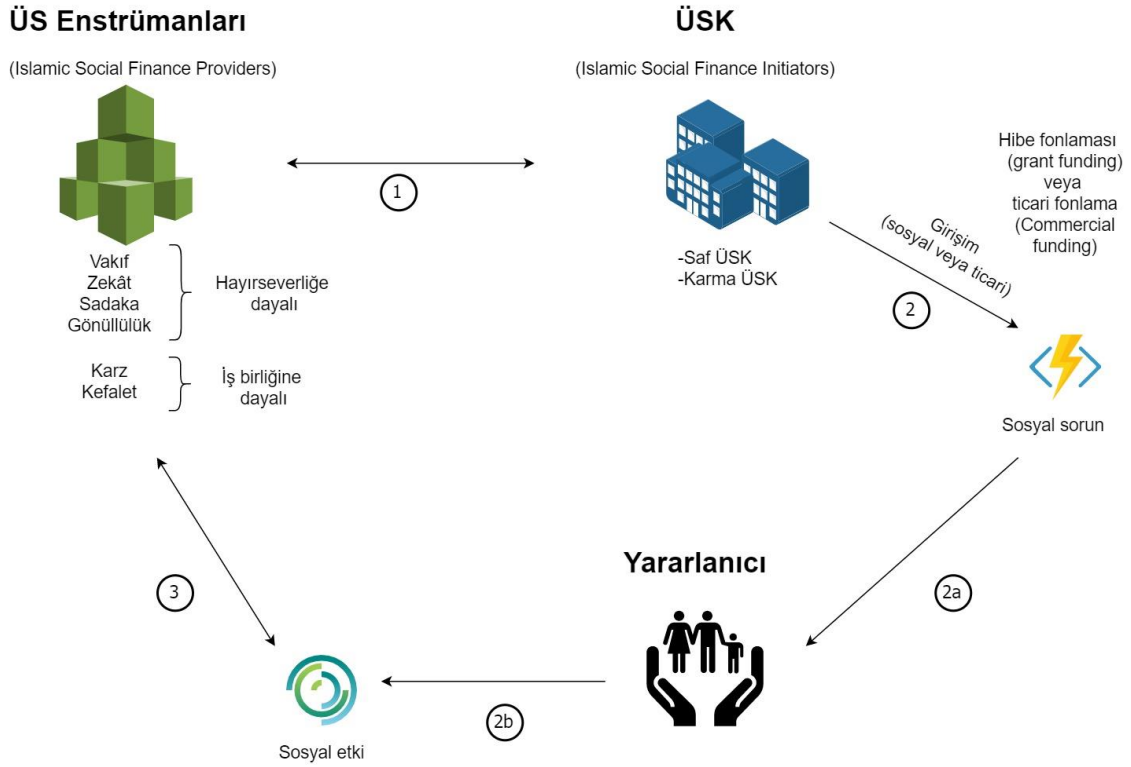 ÜS Enstrümanları
(Islamic Social Finance Providers)
ÜSK
(Islamic Social Finance Initiators)
1
Hibe fonlaması
(grant funding)
veya
ticari fonlama
(Commercial
funding)
Vakıf
Zekât
Sadaka
Gönüllülük
Hayırseverliğe
dayalı
-Saf ÜSK
-Karma ÜSK
Girişim
(sosyal veya ticari)
2
Karz
Kefalet
İş birliğine
dayalı
Sosyal sorun
Yararlanıcı
3
2a
2b
Sosyal etki